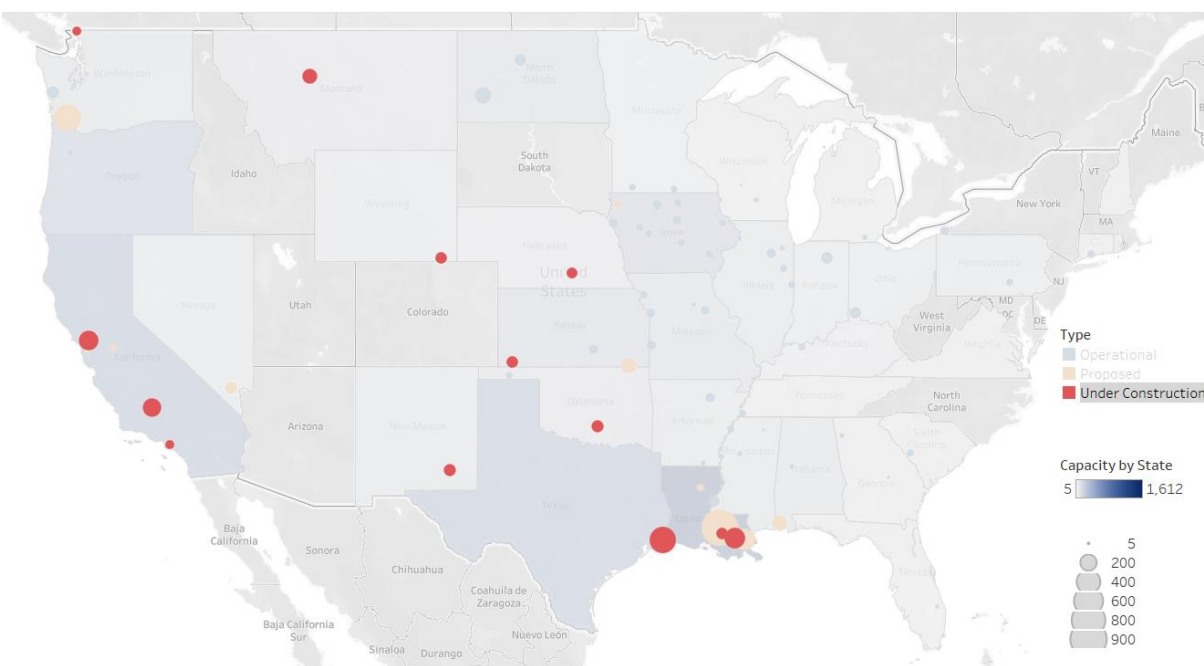 Washington
Montana
North
Dakota
Minnesota
Maine
VT
South
Dakota
Oregon
Idaho
Wisconsin
Michigan
New York
MA
Wyoming
Iowa
CT
Nebraska
United
States
Pennsylvania
Nevada
Utah
Colorado
Illinois
Indiana
Ohio
NJ
MD
DC
DE
West
Virginia
Kansas
Missouri
Kentucky
Virginia
California
Type
Operational
Proposed
Under Construction
Arizona
New Mexico
Oklahoma
Arkansas
Tennessee
North
Carolina
South
Carolina
Mississippi
Alabama
Georgia
Capacity by State
5 1,612
Texas
Baja
California
Sonora
Chihuahua
Coahuila de
Zaragoza
Florida
5
200
400
600
800
900
Baja California
Sur
Sinaloa
Durango
Nuevo León